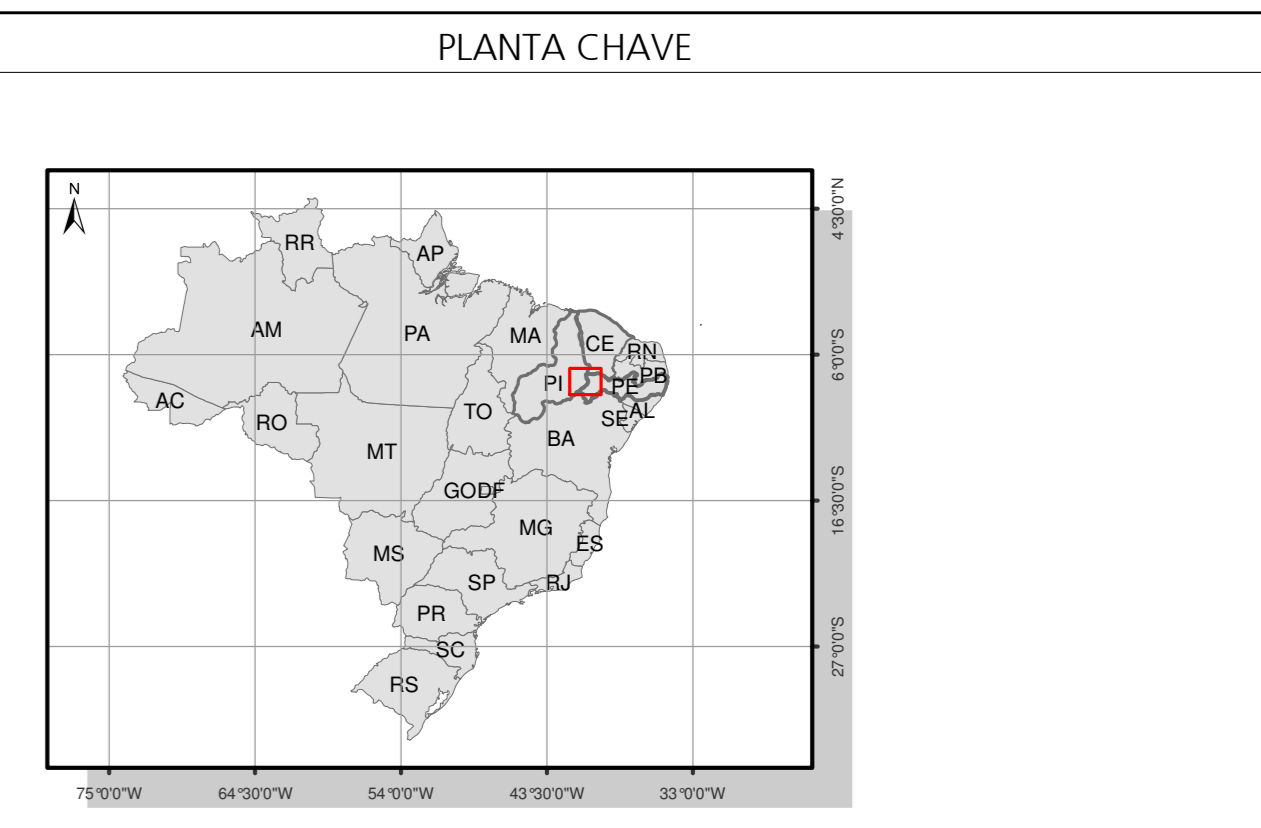 PLANTA CHAVE
N
4°30'0"N
RR
AP
AM
PA
MA
CE
RN
6°0'0"S
PB
PI
PE
AC
TO
AL
SE
RO
BA
MT
GO
DF
16°30'0"S
MG
ES
MS
SP
RJ
PR
SC
27°0'0"S
RS
75°0'0"W
64°30'0"W
54°0'0"W
43°30'0"W
33°0'0"W